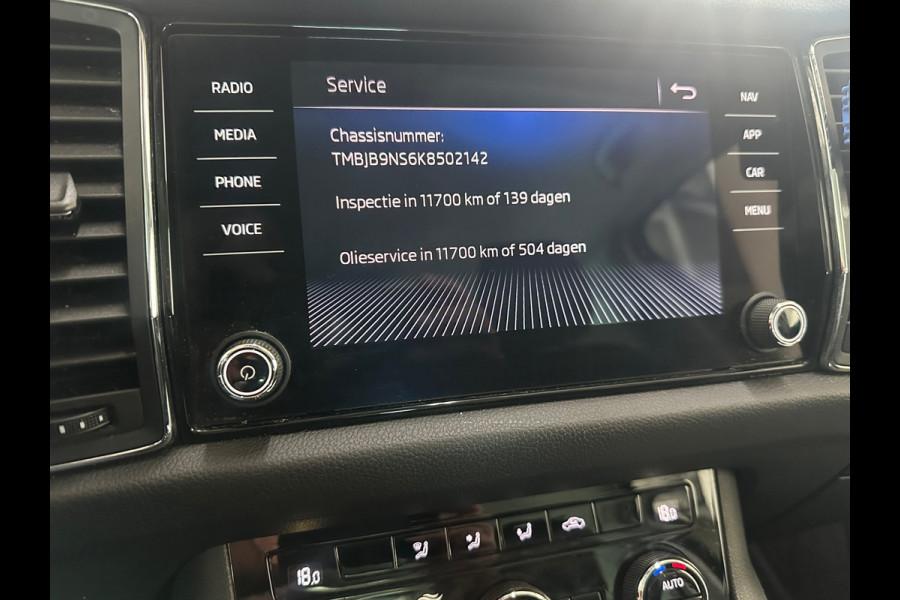 RADIO
MEDIA
PHONE
VOICE
Service
Chassisnummer:
TMBJB9NS6K8502142
Inspectie in 11700 km of 139 dagen
Olieservice in 11700 km of 504 dagen
NAV
APP
CAR
MENU
18.0
18.0
AUTO